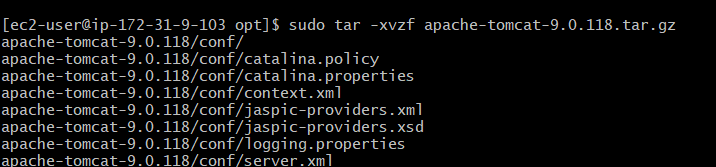 [ec2-user@ip-172-31-9-103 opt]$ sudo tar -xvzf apache-tomcat-9.0.118.tar.gz
apache-tomcat-9.0.118/conf/
apache-tomcat-9.0.118/conf/catalina.policy
apache-tomcat-9.0.118/conf/catalina.properties
apache-tomcat-9.0.118/conf/context.xml
apache-tomcat-9.0.118/conf/jaspic-providers.xml
apache-tomcat-9.0.118/conf/jaspic-providers.xsd
apache-tomcat-9.0.118/conf/logging.properties
apache-tomcat-9.0.118/conf/server.xml